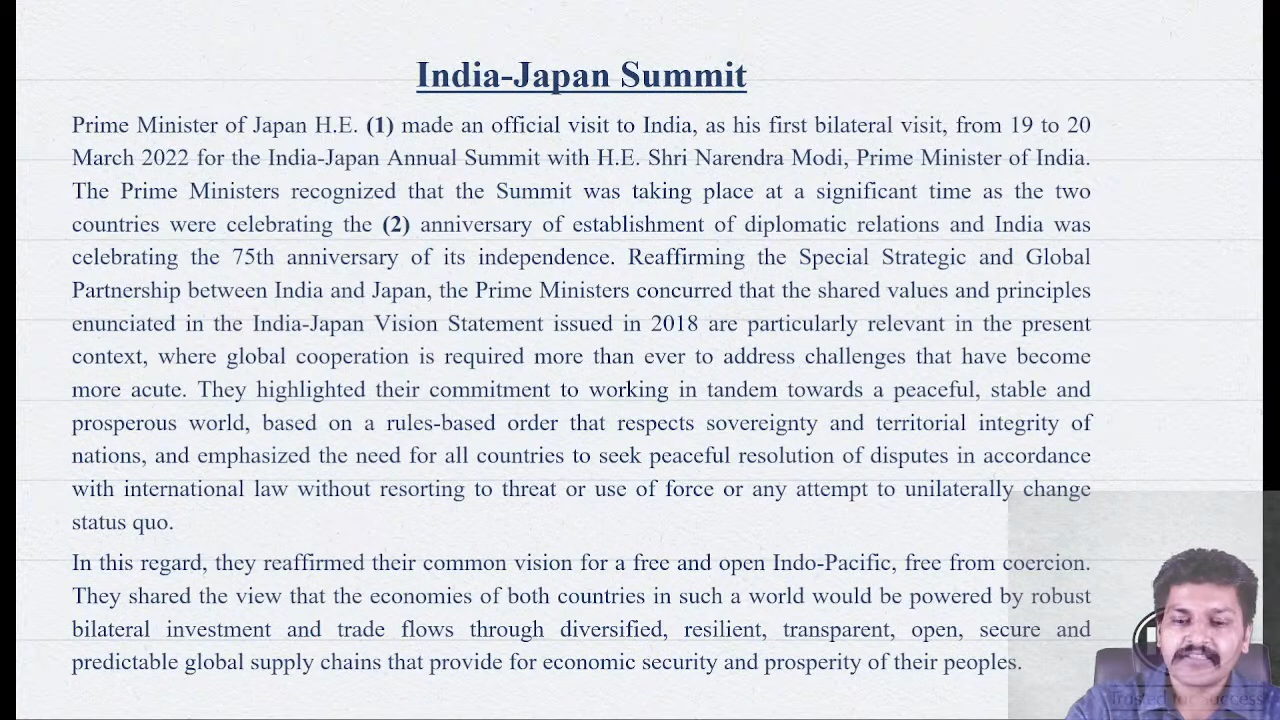 India-Japan Summit
Prime Minister of Japan H.E. (1) made an official visit to India, as his first bilateral visit, from 19 to 20
March 2022 for the India-Japan Annual Summit with H.E. Shri Narendra Modi, Prime Minister of India.
The Prime Ministers recognized that the Summit was taking place at a significant time as the two
countries were celebrating the (2) anniversary of establishment of diplomatic relations and India was
celebrating the 75th anniversary of its independence. Reaffirming the Special Strategic and Global
Partnership between India and Japan, the Prime Ministers concurred that the shared values and principles
enunciated in the India-Japan Vision Statement issued in 2018 are particularly relevant in the present
context, where global cooperation is required more than ever to address challenges that have become
more acute. They highlighted their commitment to working in tandem towards a peaceful, stable and
prosperous world, based on a rules-based order that respects sovereignty and territorial integrity of
nations, and emphasized the need for all countries to seek peaceful resolution of disputes in accordance
with international law without resorting to threat or use of force or any attempt to unilaterally change
status quo.
In this regard, they reaffirmed their common vision for a free and open Indo-Pacific, free from coercion.
They shared the view that the economies of both countries in such a world would be powered by robust
bilateral investment and trade flows through diversified, resilient, transparent, open, secure and
predictable global supply chains that provide for economic security and prosperity of their peoples.
Trusted for Success